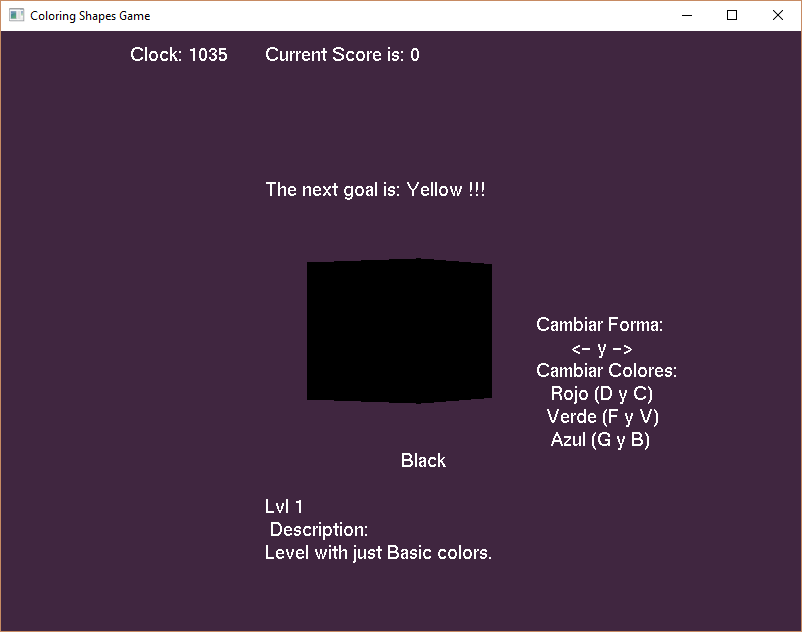 Coloring Shapes Game
Clock: 1035
Current Score is: 0
The next goal is: Yellow !!!
Cambiar Forma:
<- y ->
Cambiar Colores:
Rojo (D y C)
Verde (F y V)
Azul (G y B)
Black
Lvl 1
Description:
Level with just Basic colors.